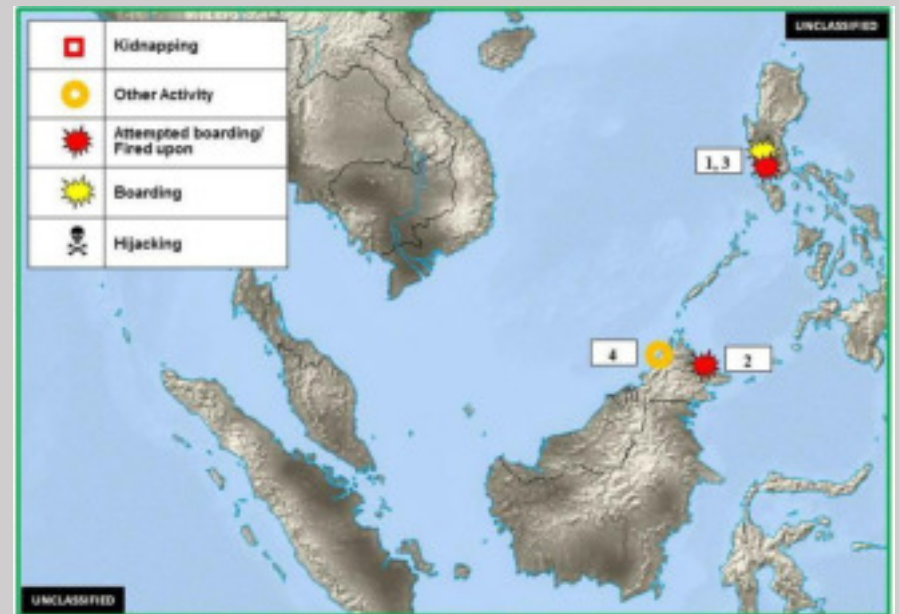 UNCLASSIFIED
Kidnapping
Other Activity
Attempted boarding/
Fired upon
Boarding
Hijacking
1, 3
4
2
UNCLASSIFIED